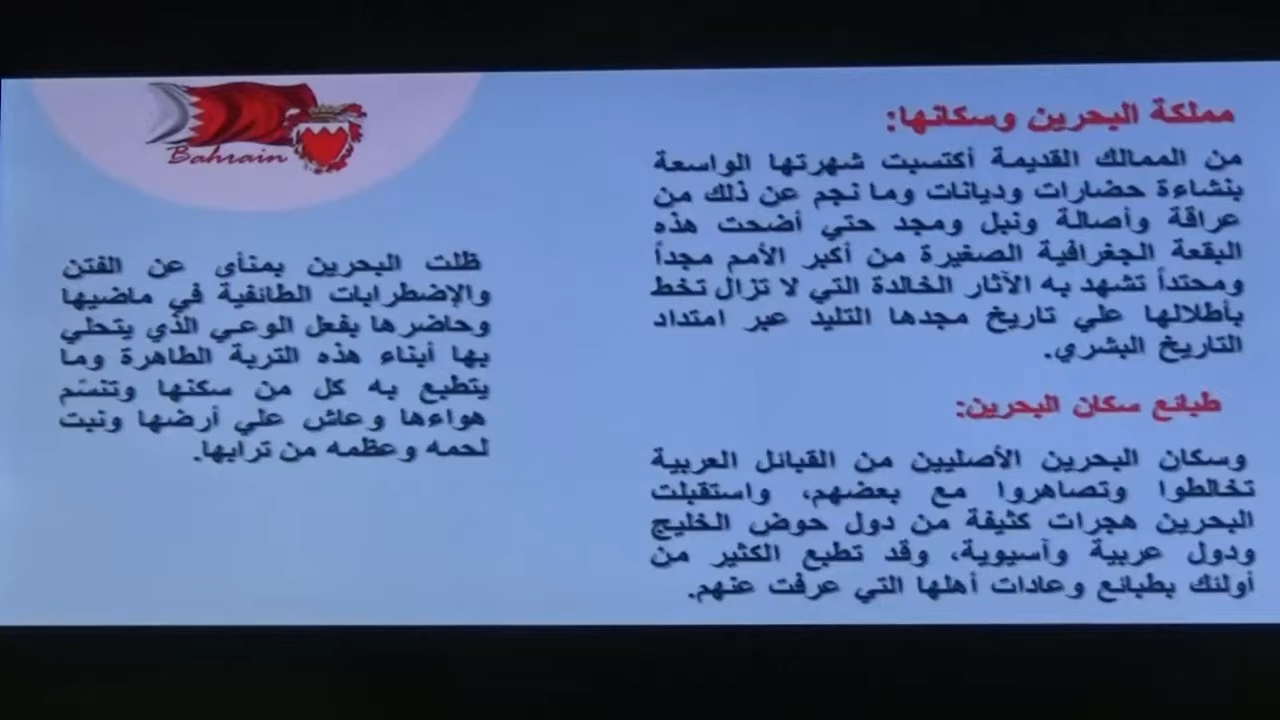 مملكة البحرين وسكانها:
من الممالك القديمة أكتسبت شهرتها الواسعة
بنشاءة حضارات وديانات وما نجم عن ذلك من
عراقة وأصالة ونبل ومجد حتي أضحت هذه
البقعة الجغرافية الصغيرة من أكبر الأمم مجداً
ومحتداً تشهد به الآثار الخالدة التي لا تزال تخط
بأطلالها علي تاريخ مجدها التليد عبر امتداد
التاريخ البشري.
طبائع سكان البحرين:
وسكان البحرين الأصليين من القبائل العربية
تخالطوا وتصاهروا مع بعضهم، واستقبلت
البحرين هجرات كثيفة من دول حوض الخليج
ودول عربية وآسيوية، وقد تطبع الكثير من
أولئك بطبائع وعادات أهلها التي عرفت عنهم.
Bahrain
ظلت البحرين بمنأى عن الفتن
والإضطرابات الطائفية في ماضيها
وحاضرها بفعل الوعي الذي يتحلي
بها أبناء هذه التربة الطاهرة وما
يتطبع به كل من سكنها وتنسّم
هواءها وعاش علي أرضها ونبت
لحمه وعظمه من ترابها.